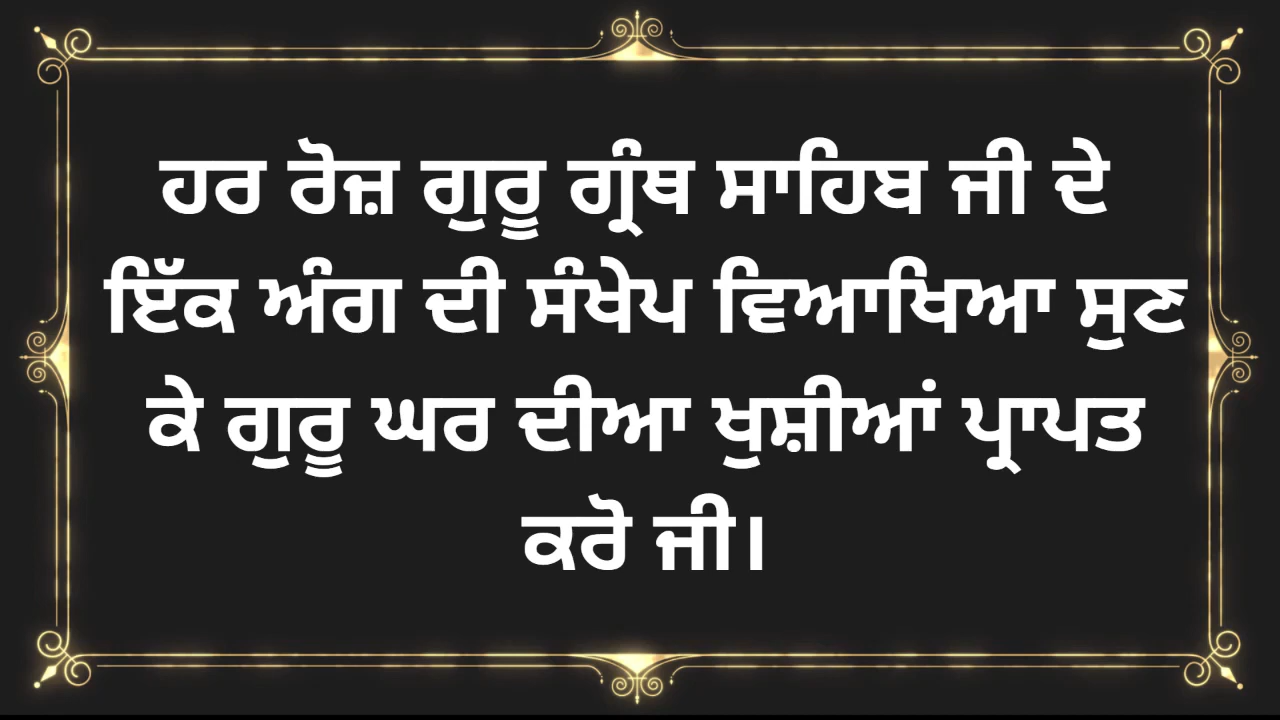 ਹਰ ਰੋਜ਼ ਗੁਰੂ ਗ੍ਰੰਥ ਸਾਹਿਬ ਜੀ ਦੇ
ਇੱਕ ਅੰਗ ਦੀ ਸੰਖੇਪ ਵਿਆਖਿਆ ਸੁਣ
ਕੇ ਗੁਰੂ ਘਰ ਦੀਆ ਖੁਸ਼ੀਆਂ ਪ੍ਰਾਪਤ
ਕਰੋ ਜੀ।